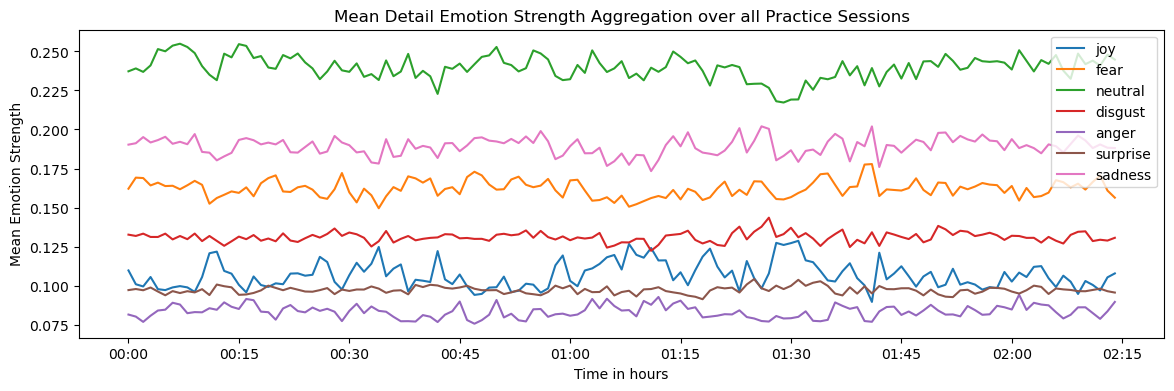 Mean Detail Emotion Strength Aggregation over all Practice Sessions
Mean Emotion Strength
0.250
0.225
0.200
0.175
0.150
0.125
0.100
0.075
joy
fear
neutral
disgust
anger
surprise
sadness
00:00 00:15 00:30 00:45 01:00 01:15 01:30 01:45 02:00 02:15
Time in hours